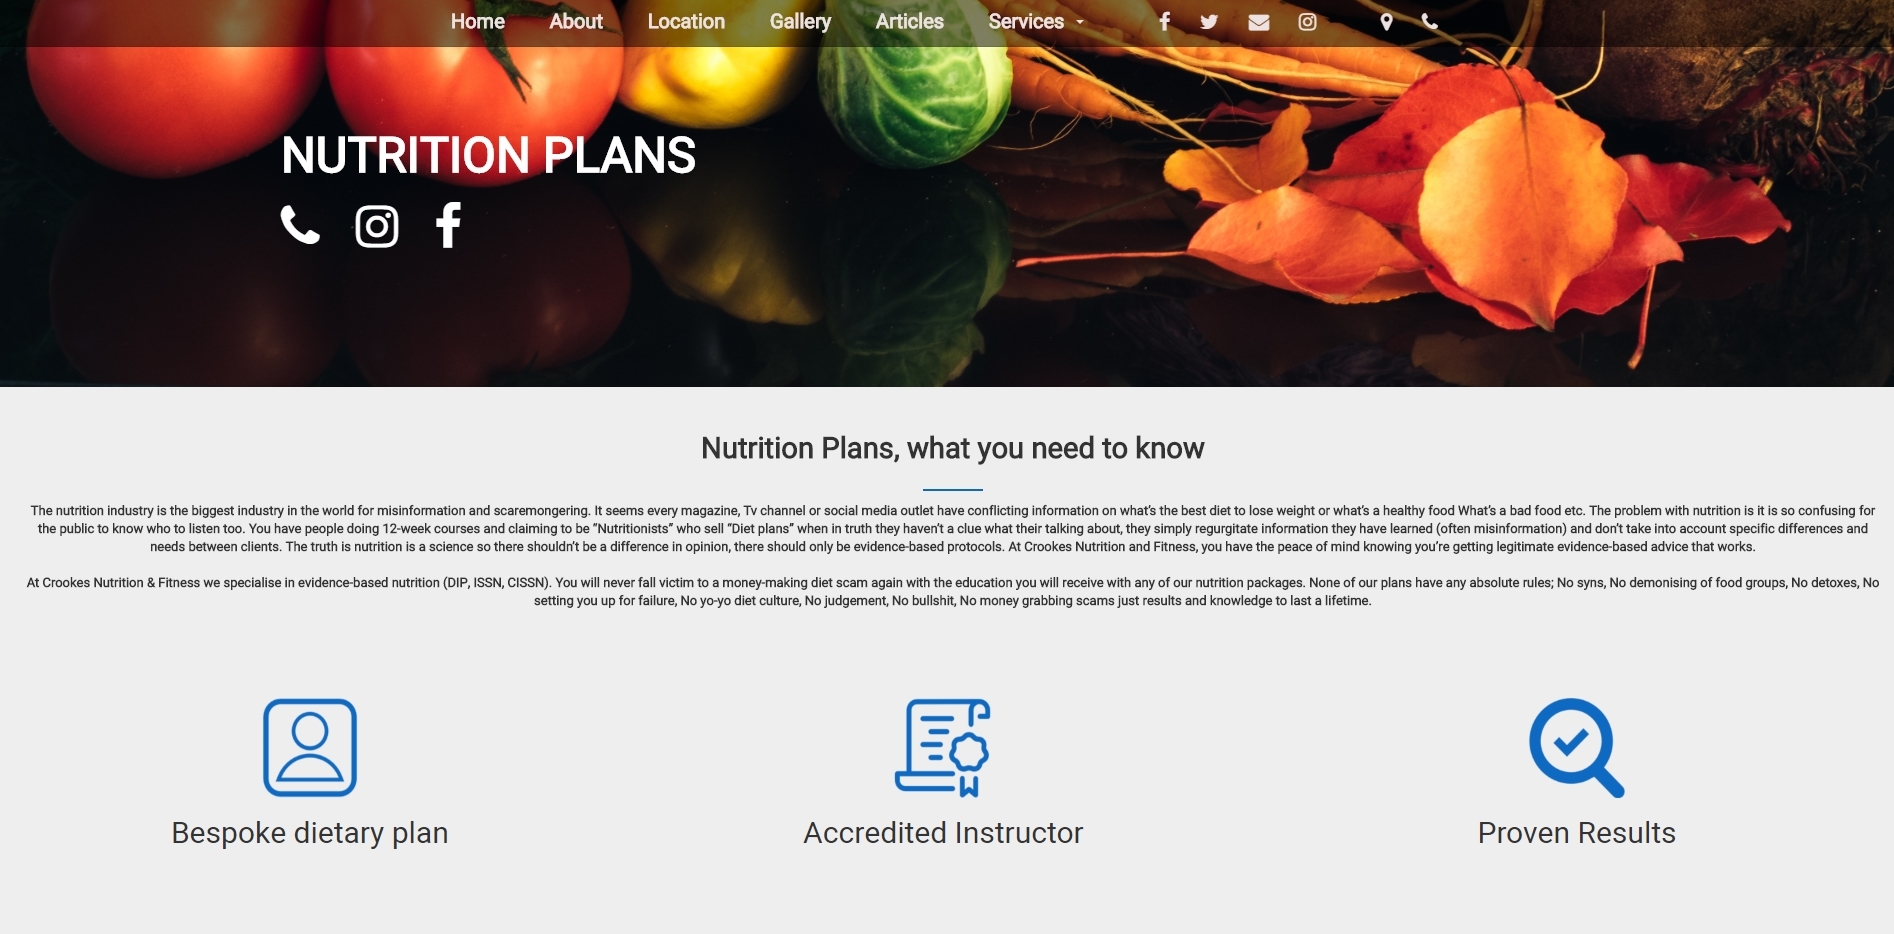 Home About Location Gallery Articles Services
NUTRITION PLANS
Nutrition Plans, what you need to know
The nutrition industry is the biggest industry in the world for misinformation and scaremongering. It seems every magazine, Tv channel or social media outlet have conflicting information on what's the best diet to lose weight or what's a healthy food What's a bad food etc. The problem with nutrition is it is so confusing for
the public to know who to listen too. You have people doing 12-week courses and claiming to be “Nutritionists” who sell “Diet plans” when in truth they haven't a clue what their talking about, they simply regurgitate information they have learned (often misinformation) and don't take into account specific differences and
needs between clients. The truth is nutrition is a science so there shouldn't be a difference in opinion, there should only be evidence-based protocols. At Crookes Nutrition and Fitness, you have the peace of mind knowing you're getting legitimate evidence-based advice that works.
At Crookes Nutrition & Fitness we specialise in evidence-based nutrition (DIP, ISSN, CISSN). You will never fall victim to a money-making diet scam again with the education you will receive with any of our nutrition packages. None of our plans have any absolute rules; No syns, No demonising of food groups, No detoxes, No
setting you up for failure, No yo-yo diet culture, No judgement, No bullshit, No money grabbing scams just results and knowledge to last a lifetime.
Bespoke dietary plan
Accredited Instructor
Proven Results